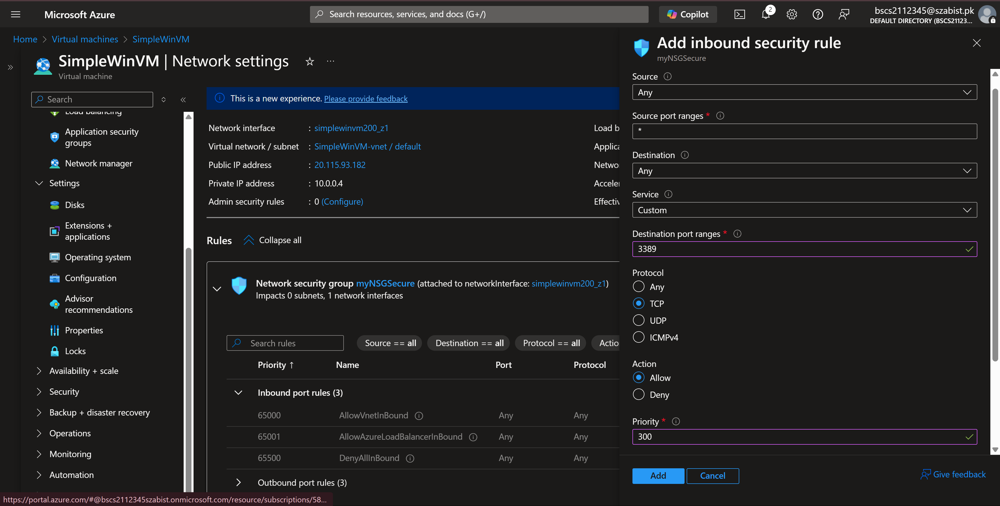 Microsoft Azure
Search resources, services, and docs (G+/)
Copilot
2
bscs2112345@szabist.pk
DEFAULT DIRECTORY (BSCS21123...
Home > Virtual machines > SimpleWinVM
SimpleWinVM | Network settings
Virtual machine
Search
Load balancing
Application security
groups
Network manager
Settings
Disks
Extensions +
applications
Operating system
Configuration
Advisor
recommendations
Properties
Locks
Availability + scale
Security
Backup + disaster recovery
Operations
Monitoring
Automation
This is a new experience. Please provide feedback
Network interface : simplewinvm200_z1
Load b
Virtual network / subnet : SimpleWinVM-vnet / default
Applica
Public IP address : 20.115.93.182
Netwo
Private IP address : 10.0.0.4
Acceler
Admin security rules : 0 (Configure)
Effectiv
Rules Collapse all
Network security group myNSGSecure (attached to networkInterface: simplewinvm200_z1)
Impacts 0 subnets, 1 network interfaces
Search rules
Source == all
Destination == all
Protocol == all
Actio
Priority ↑ Name Port Protocol
Inbound port rules (3)
65000 AllowVnetInBound Any Any
65001 AllowAzureLoadBalancerInBound Any Any
65500 DenyAllInBound Any Any
Outbound port rules (3)
Add inbound security rule
myNSGSecure
Source
Any
Source port ranges *
*
Destination
Any
Service
Custom
Destination port ranges *
3389
Protocol
Any
TCP
UDP
ICMPv4
Action
Allow
Deny
Priority *
300
Add
Cancel
Give feedback
https://portal.azure.com/#@bscs2112345szabist.onmicrosoft.com/resource/subscriptions/58...